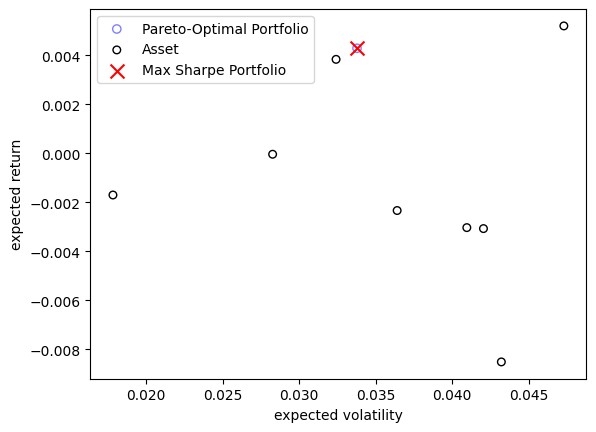 Pareto-Optimal Portfolio
Asset
Max Sharpe Portfolio
expected return
0.004
0.002
0.000
−0.002
−0.004
−0.006
−0.008
0.020
0.025
0.030
0.035
0.040
0.045
expected volatility